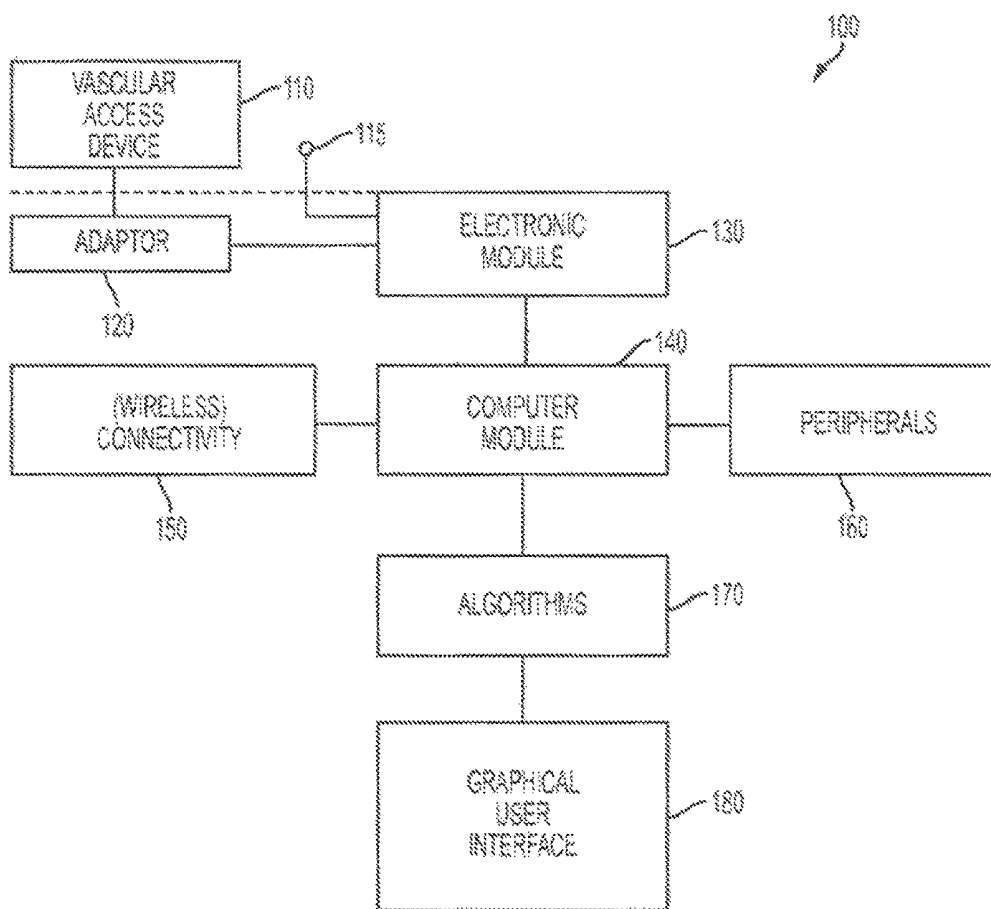 100
VASCULAR
ACCESS
DEVICE
110
115
ADAPTOR
120
ELECTRONIC
MODULE
130
140
(WIRELESS)
CONNECTIVITY
150
COMPUTER
MODULE
PERIPHERALS
160
ALGORITHMS
170
GRAPHICAL
USER
INTERFACE
180